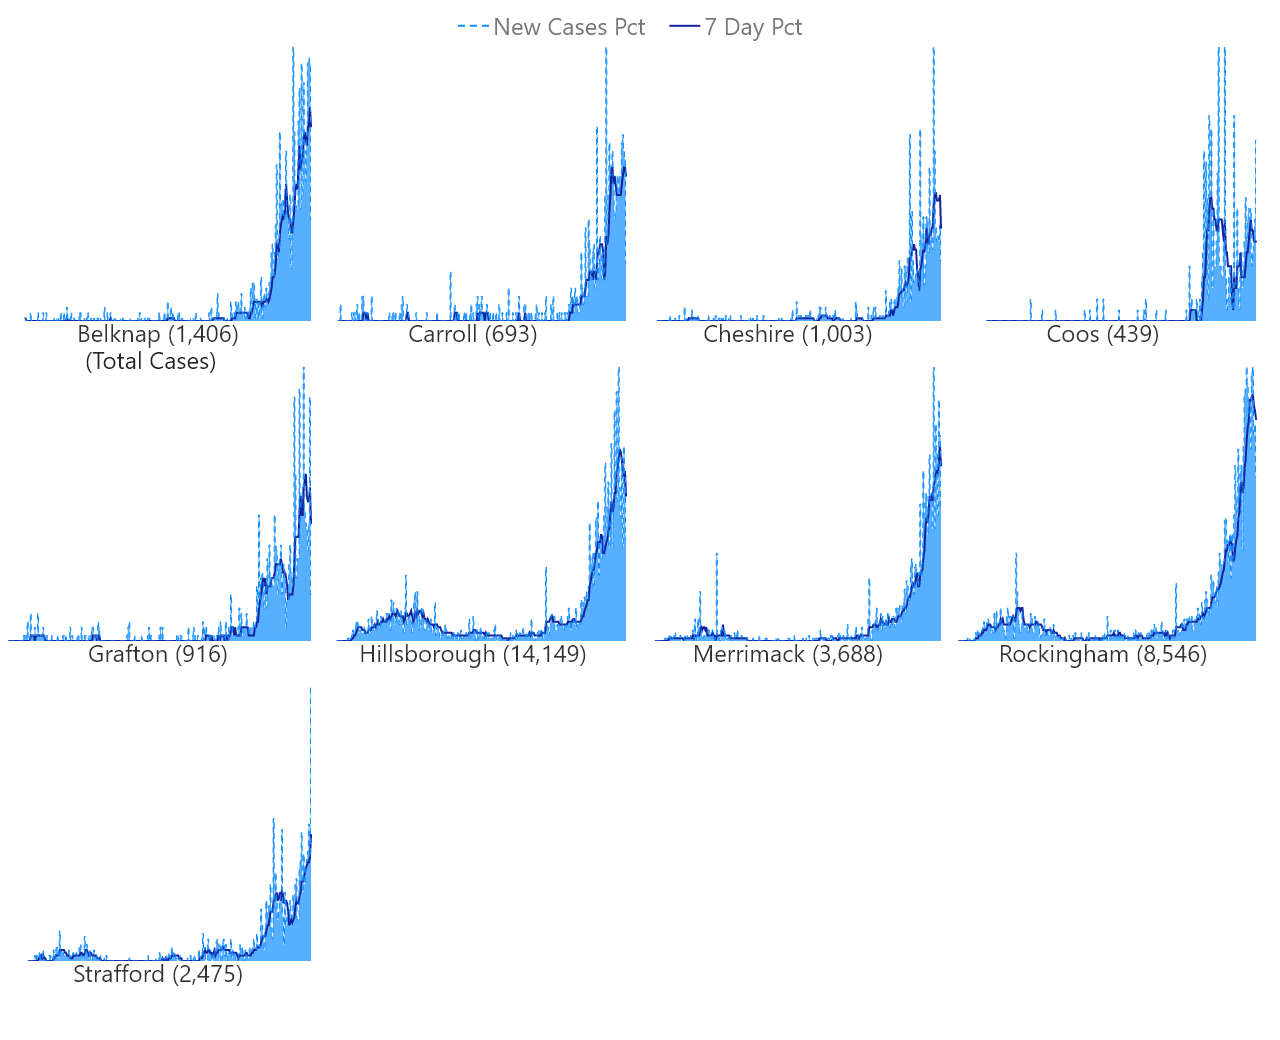 New Cases Pct 7 Day Pct
Belknap (1,406) Carroll (693) Cheshire (1,003) Coos (439)
(Total Cases)
Grafton (916) Hillsborough (14,149) Merrimack (3,688) Rockingham (8,546)
Strafford (2,475)